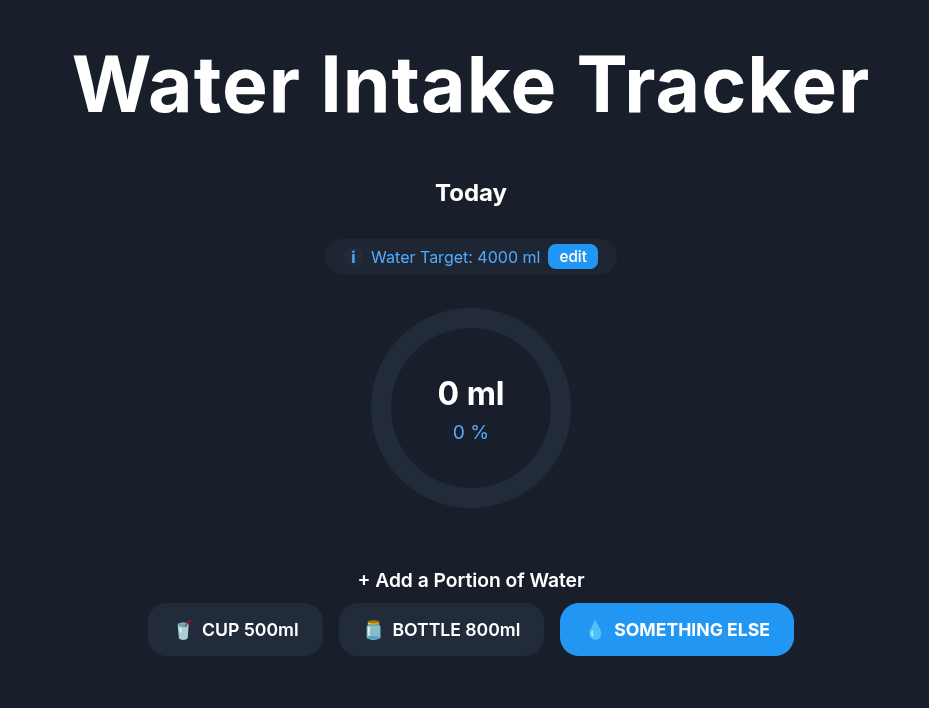 Water Intake Tracker
Today
i Water Target: 4000 ml edit
0 ml
0 %
+ Add a Portion of Water
CUP 500ml BOTTLE 800ml SOMETHING ELSE